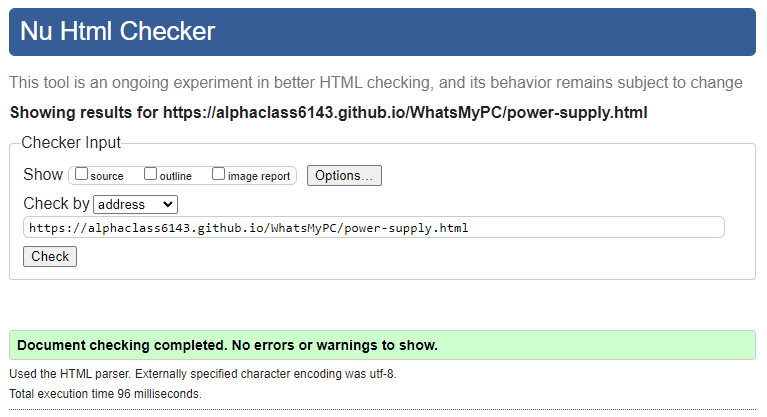 Nu Html Checker
This tool is an ongoing experiment in better HTML checking, and its behavior remains subject to change
Showing results for https://alphaclass6143.github.io/WhatsMyPC/power-supply.html
Checker Input
Show source outline image report Options...
Check by address
https://alphaclass6143.github.io/WhatsMyPC/power-supply.html
Check
Document checking completed. No errors or warnings to show.
Used the HTML parser. Externally specified character encoding was utf-8.
Total execution time 96 milliseconds.